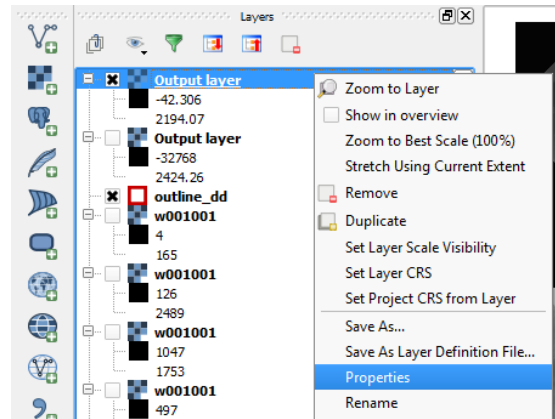 Layers
Output layer
-42.306
2194.07
Output layer
-32768
2424.26
outline_dd
w001001
4
165
w001001
126
2489
w001001
1047
1753
w001001
497
Zoom to Layer
Show in overview
Zoom to Best Scale (100%)
Stretch Using Current Extent
Remove
Duplicate
Set Layer Scale Visibility
Set Layer CRS
Set Project CRS from Layer
Save As...
Save As Layer Definition File...
Properties
Rename